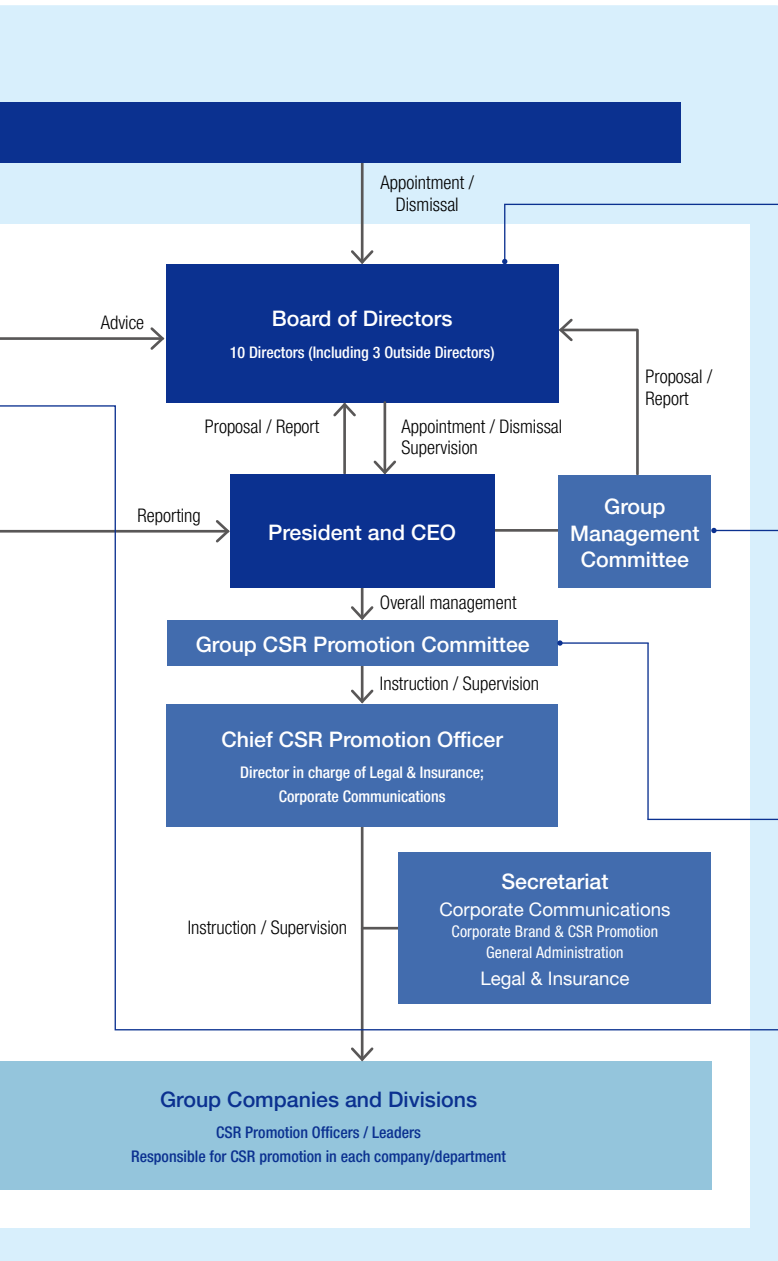 Appointment /
Dismissal
Board of Directors
10 Directors (Including 3 Outside Directors)
Advice
Proposal /
Report
Proposal / Report
Appointment / Dismissal
Supervision
Reporting
President and CEO
Group
Management
Committee
Overall management
Group CSR Promotion Committee
Instruction / Supervision
Chief CSR Promotion Officer
Director in charge of Legal & Insurance;
Corporate Communications
Secretariat
Corporate Communications
Corporate Brand & CSR Promotion
General Administration
Legal & Insurance
Instruction / Supervision
Group Companies and Divisions
CSR Promotion Officers / Leaders
Responsible for CSR promotion in each company/department